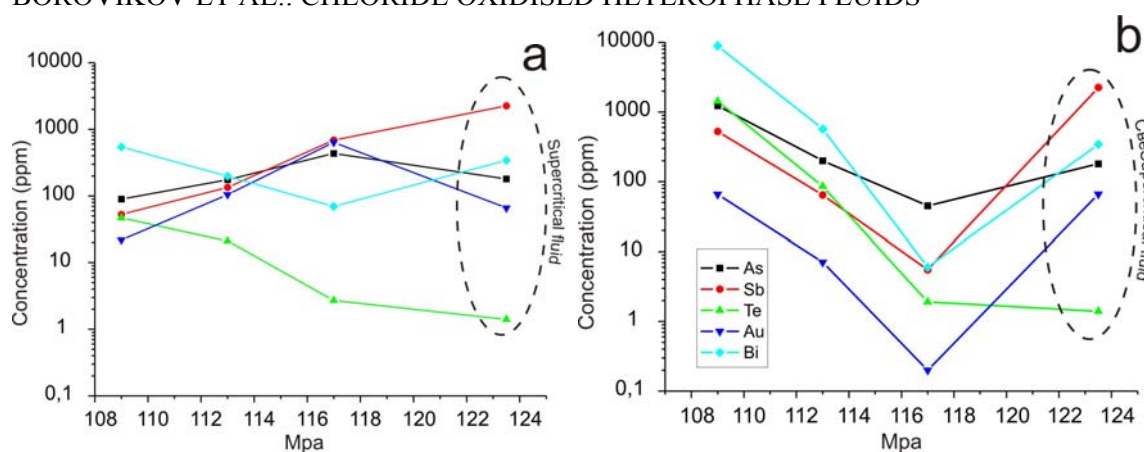 BOROVIKOV ET AL.: CHLORIDE OXIDISED HETEROPHASE FLUIDS
a
10000
1000
100
10
1
0,1
Concentration (ppm)
108 110 112 114 116 118 120 122 124
Mpa
Supercritical fluid
b
10000
1000
100
10
1
0,1
Concentration (ppm)
As
Sb
Te
Au
Bi
108 110 112 114 116 118 120 122 124
Mpa
fluid